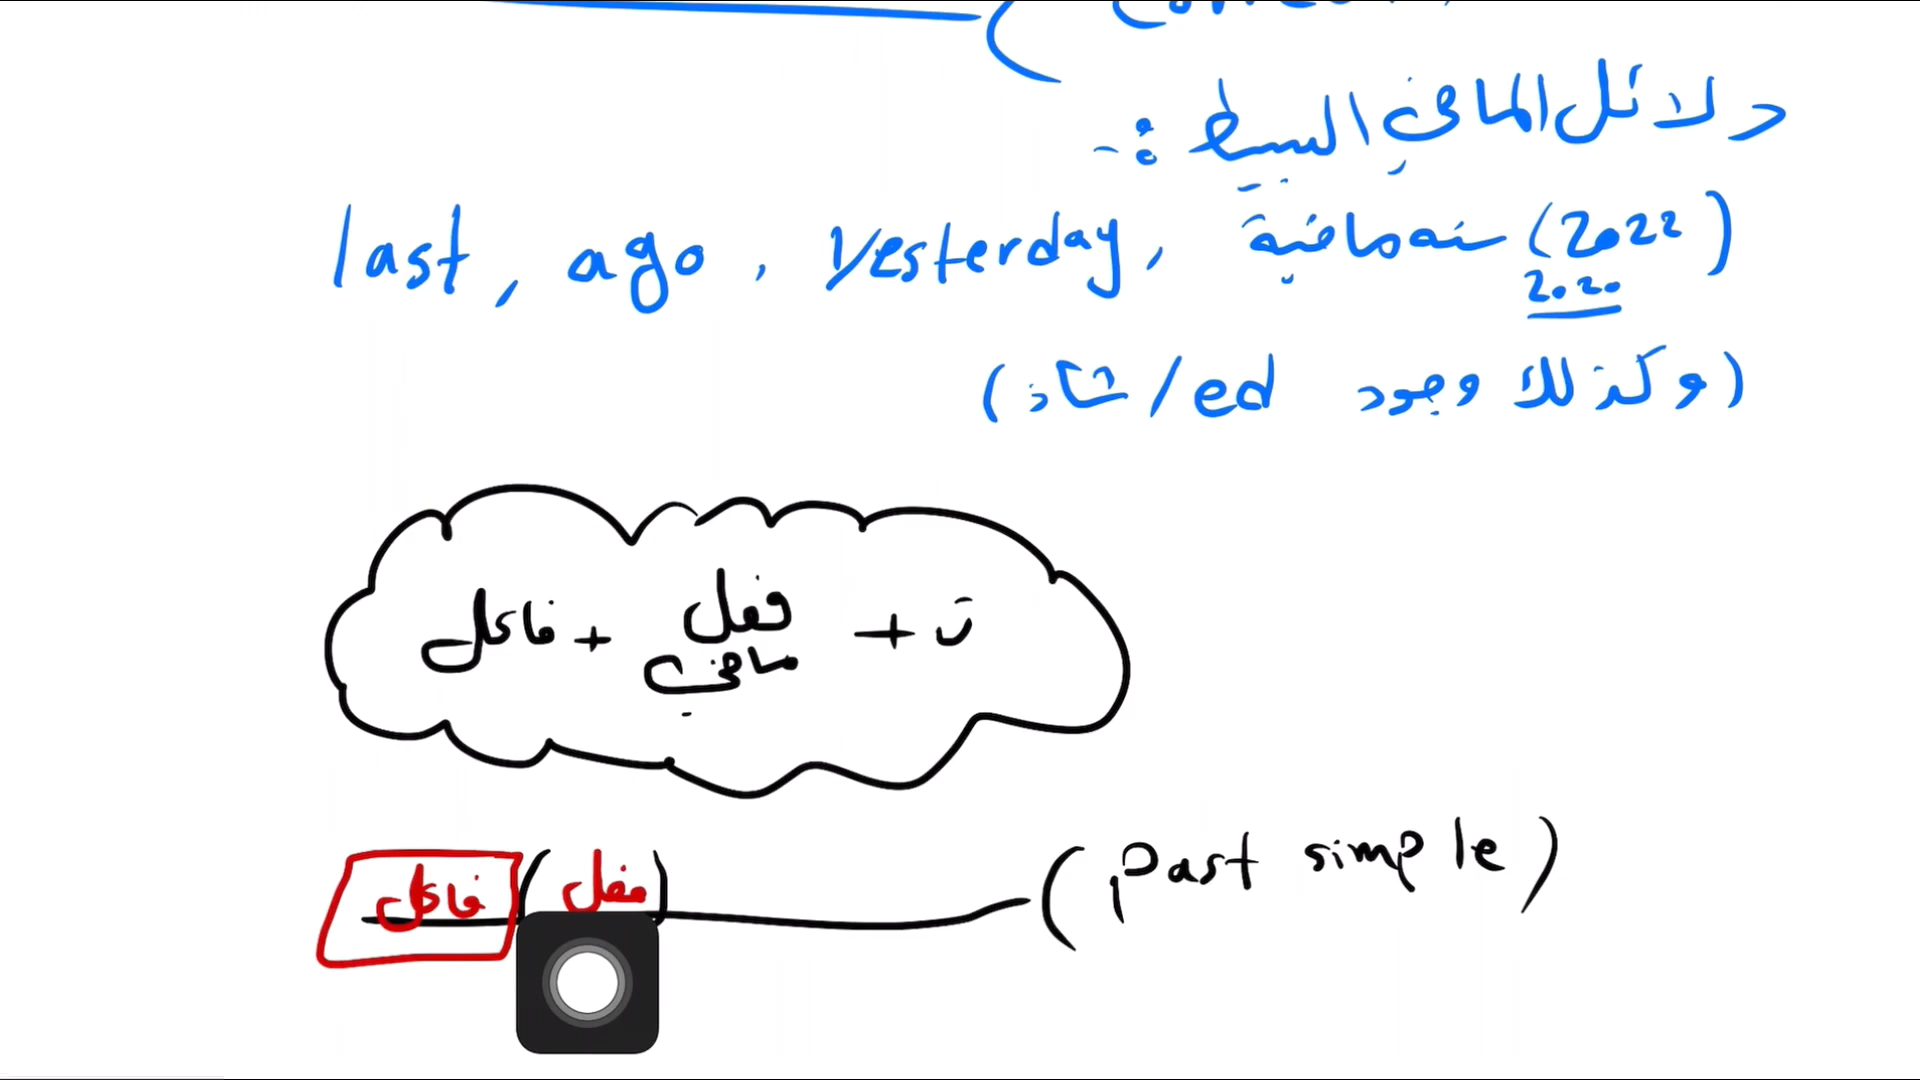 دلائل الماضي البسيط :-
last , ago , yesterday , سنه ماضية (2022)
2020
(وكذلك وجود ed / شاذ)
فاعل + فعل ماضي + ت
فاعل (فعل) (past simple)